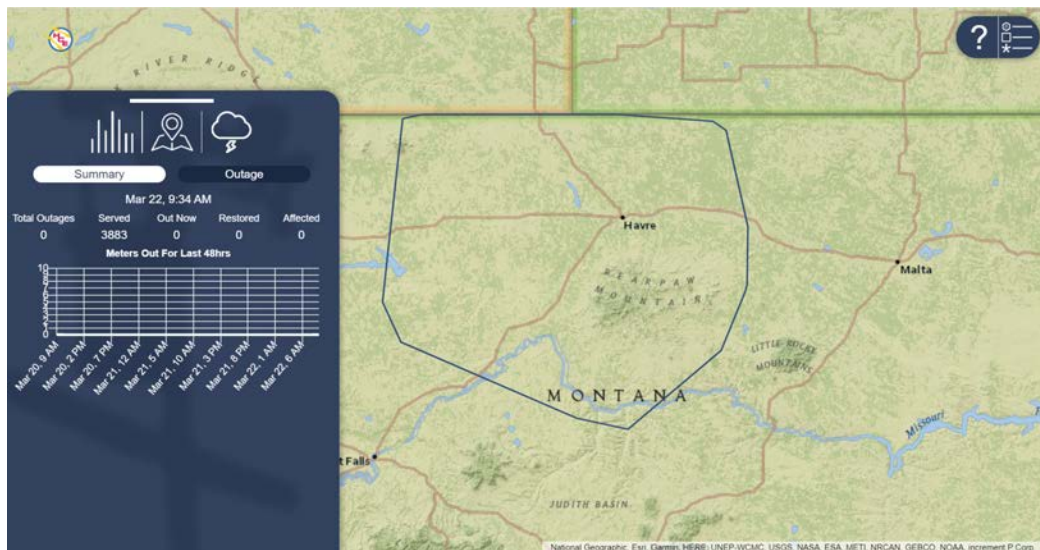 RIVER RIDGE
?
Summary
Outage
Mar 22, 9:34 AM
Total Outages Served Out Now Restored Affected
0 3883 0 0 0
Meters Out For Last 48hrs
10
0
Mar 20, 9 AM
Mar 20, 2 PM
Mar 20, 7 PM
Mar 21, 12 AM
Mar 21, 5 AM
Mar 21, 10 AM
Mar 21, 3 PM
Mar 21, 8 PM
Mar 22, 1 AM
Mar 22, 6 AM
Havre
BEARPAW
MOUNTAIN
Malta
LITTLE ROCKY
MOUNTAINS
MONTANA
Missouri
t Falls
JUDITH BASIN
National Geographic, Esri, Garmin, HERE, UNEP-WCMC, USGS, NASA, ESA, METI, NRCAN, GEBCO, NOAA, increment P Corp.